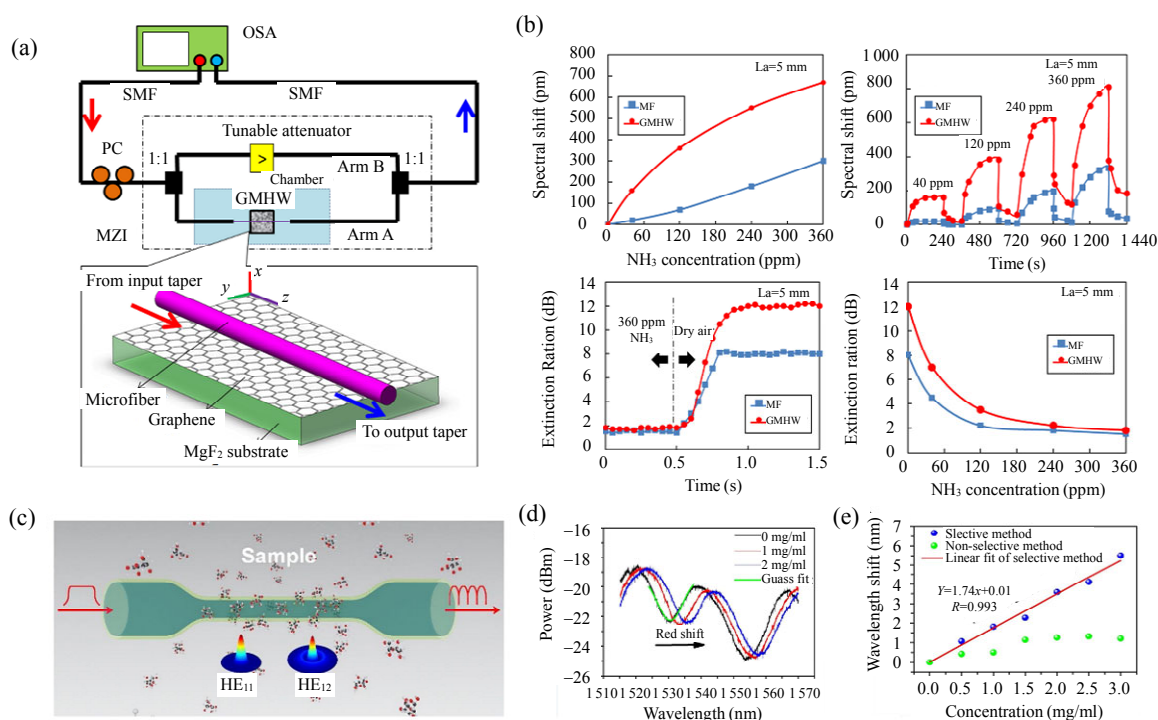 (a)
OSA
SMF
SMF
PC
Tunable attenuator
1:1
1:1
>
Arm B
Chamber
GMHW
MZI
Arm A
From input taper
x
y
z
Microfiber
Graphene
MgF2 substrate
To output taper
(b)
Spectral shift (pm)
800
700
600
500
400
300
200
100
0
La=5 mm
MF
GMHW
0 120 240 360
NH3 concentration (ppm)
Spectral shift (pm)
1 000
800
600
400
200
0
La=5 mm
360 ppm
240 ppm
120 ppm
40 ppm
MF
GMHW
0 240 480 720 960 1 200 1 440
Time (s)
Extinction Ration (dB)
14
12
10
8
6
4
2
0
La=5 mm
360 ppm
NH3
Dry air
MF
GMHW
0 0.5 1.0 1.5
Time (s)
Extinction ration (dB)
14
12
10
8
6
4
2
0
La=5 mm
MF
GMHW
0 60 120 180 240 300 360
NH3 concentration (ppm)
(c)
Sample
HE11
HE12
(d)
Power (dBm)
−16
−18
−20
−22
−24
−26
0 mg/ml
1 mg/ml
2 mg/ml
Guass fit
Red shift
1 510 1 520 1 530 1 540 1 550 1 560 1 570
Wavelength (nm)
(e)
Wavelength shift (nm)
7
6
5
4
3
2
1
0
Slective method
Non-selective method
Linear fit of selective method
Y=1.74x+0.01
R=0.993
0.0 0.5 1.0 1.5 2.0 2.5 3.0
Concentration (mg/ml)